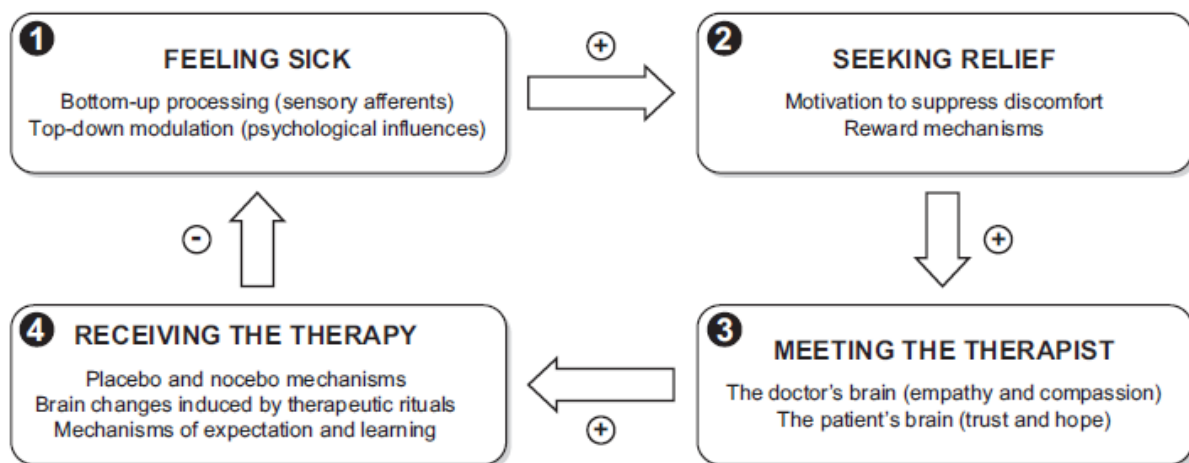 1
FEELING SICK
Bottom-up processing (sensory afferents)
Top-down modulation (psychological influences)
+
2
SEEKING RELIEF
Motivation to suppress discomfort
Reward mechanisms
+
3
MEETING THE THERAPIST
The doctor's brain (empathy and compassion)
The patient's brain (trust and hope)
+
4
RECEIVING THE THERAPY
Placebo and nocebo mechanisms
Brain changes induced by therapeutic rituals
Mechanisms of expectation and learning
-